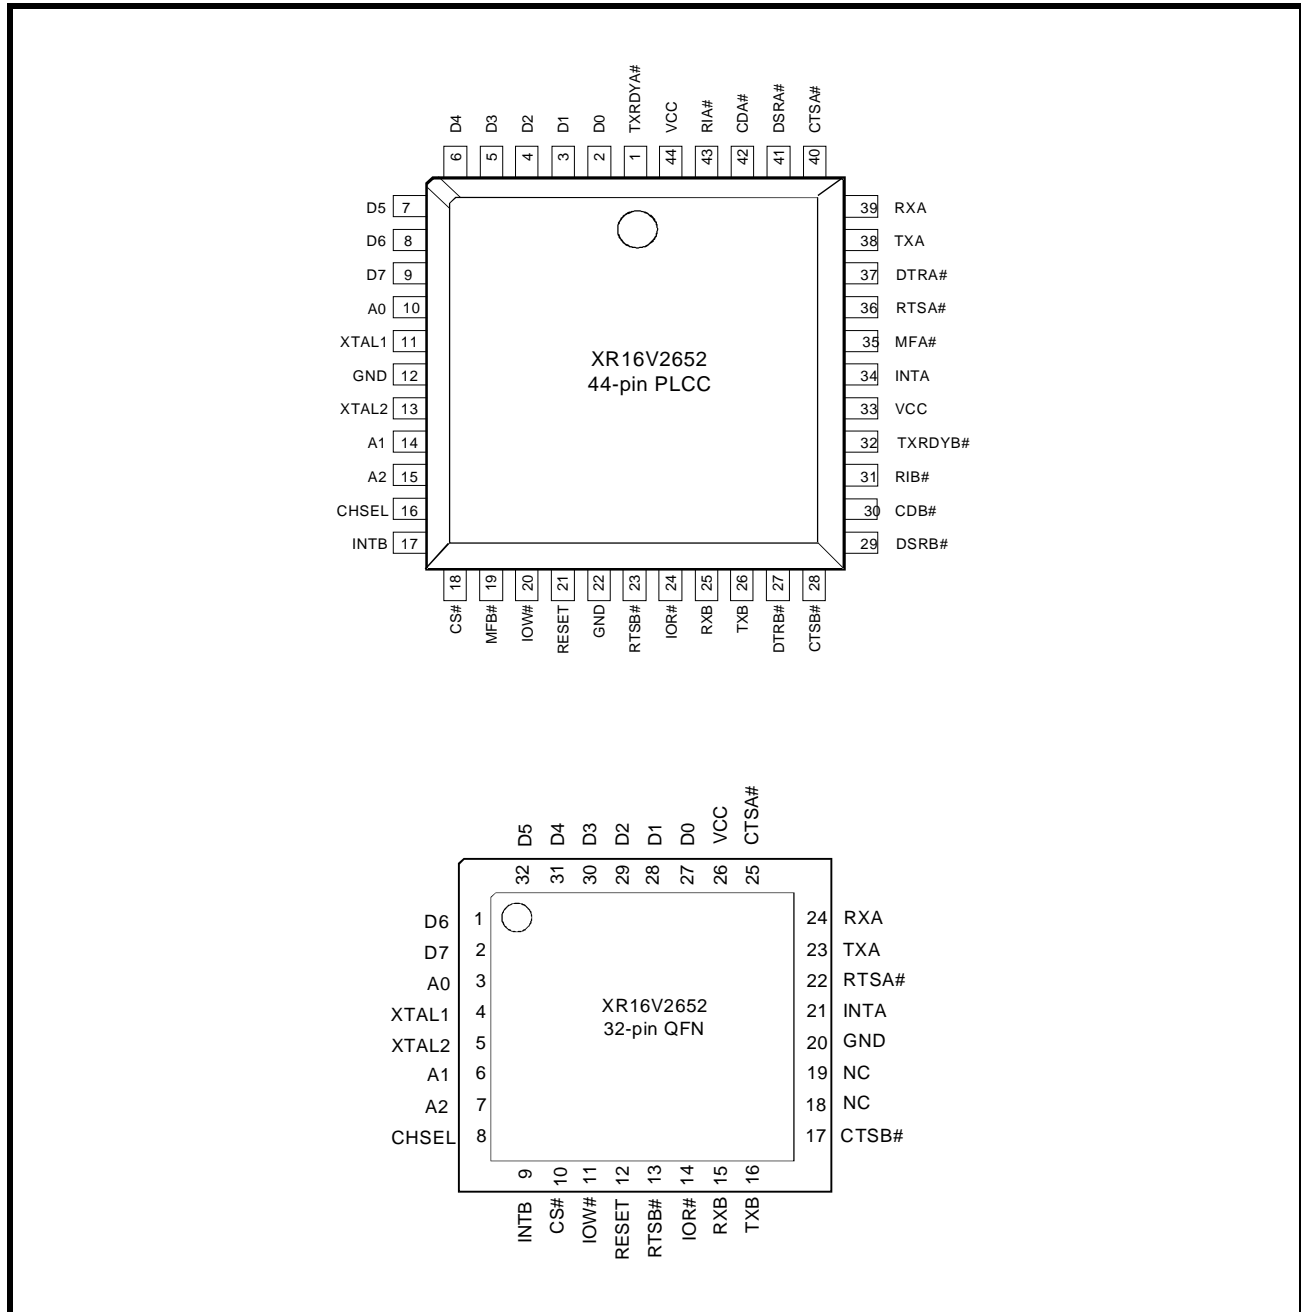 D4 D3 D2 D1 D0 TXRDYA# VCC RIA# CDA# DSRA# CTSA#
6 5 4 3 2 1 44 43 42 41 40
D5 7 39 RXA
D6 8 38 TXA
D7 9 37 DTRA#
A0 10 36 RTSA#
XTAL1 11 35 MFA#
XR16V2652
44-pin PLCC
GND 12 34 INTA
XTAL2 13 33 VCC
A1 14 32 TXRDYB#
A2 15 31 RIB#
CHSEL 16 30 CDB#
INTB 17 29 DSRB#
18 19 20 21 22 23 24 25 26 27 28
CS# MFB# IOW# RESET GND RTSB# IOR# RXB TXB DTRB# CTSB#
D5 D4 D3 D2 D1 D0 VCC CTSA#
32 31 30 29 28 27 26 25
D6 1 24 RXA
D7 2 23 TXA
A0 3 22 RTSA#
XTAL1 4 21 INTA
XR16V2652
32-pin QFN
XTAL2 5 20 GND
A1 6 19 NC
A2 7 18 NC
CHSEL 8 17 CTSB#
9 10 11 12 13 14 15 16
INTB CS# IOW# RESET RTSB# IOR# RXB TXB